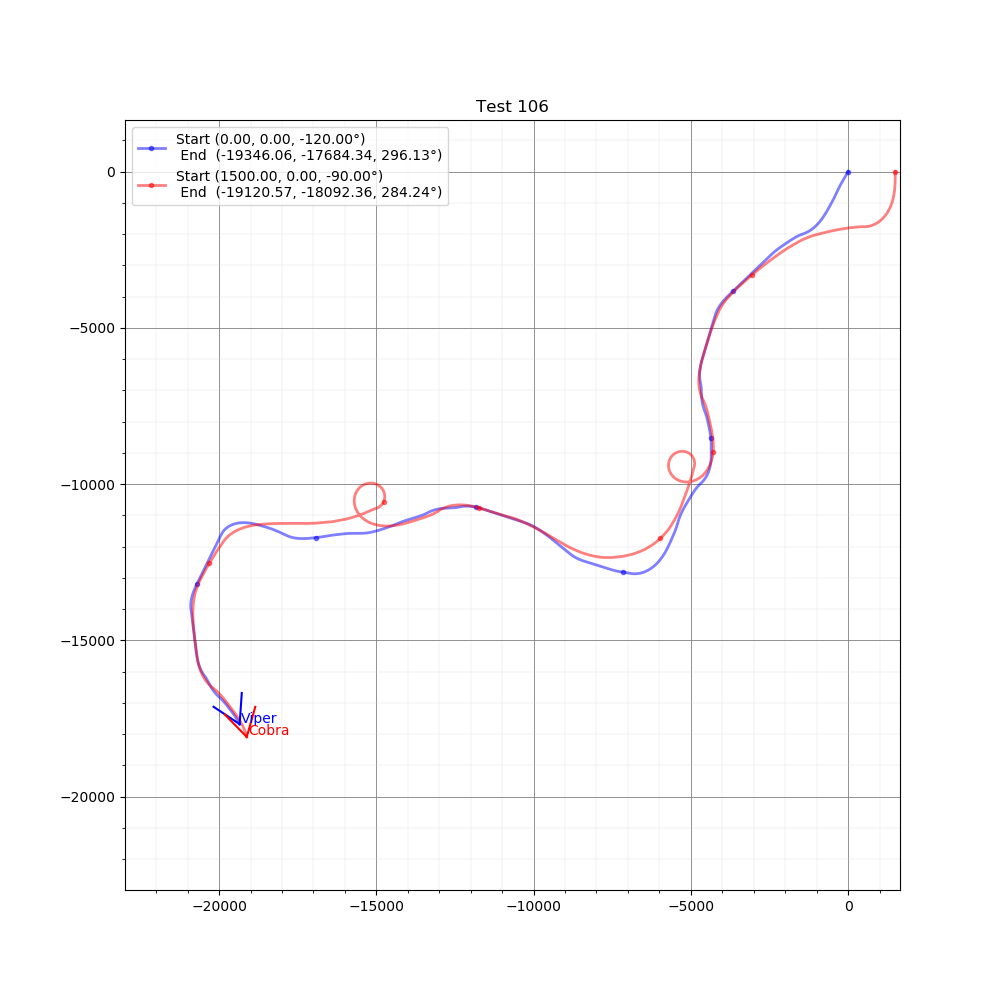 Test 106
Start (0.00, 0.00, -120.00°)
End  (-19346.06, -17684.34, 296.13°)
Start (1500.00, 0.00, -90.00°)
End  (-19120.57, -18092.36, 284.24°)
0
−5000
−10000
−15000
−20000
Viper
Cobra
−20000 −15000 −10000 −5000 0